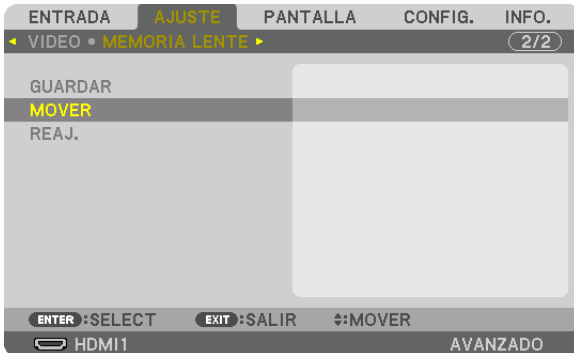 ENTRADA AJUSTE PANTALLA CONFIG. INFO.
VIDEO • MEMORIA LENTE 2/2
GUARDAR
MOVER
REAJ.
ENTER :SELECT EXIT :SALIR :MOVER
HDMI1 AVANZADO